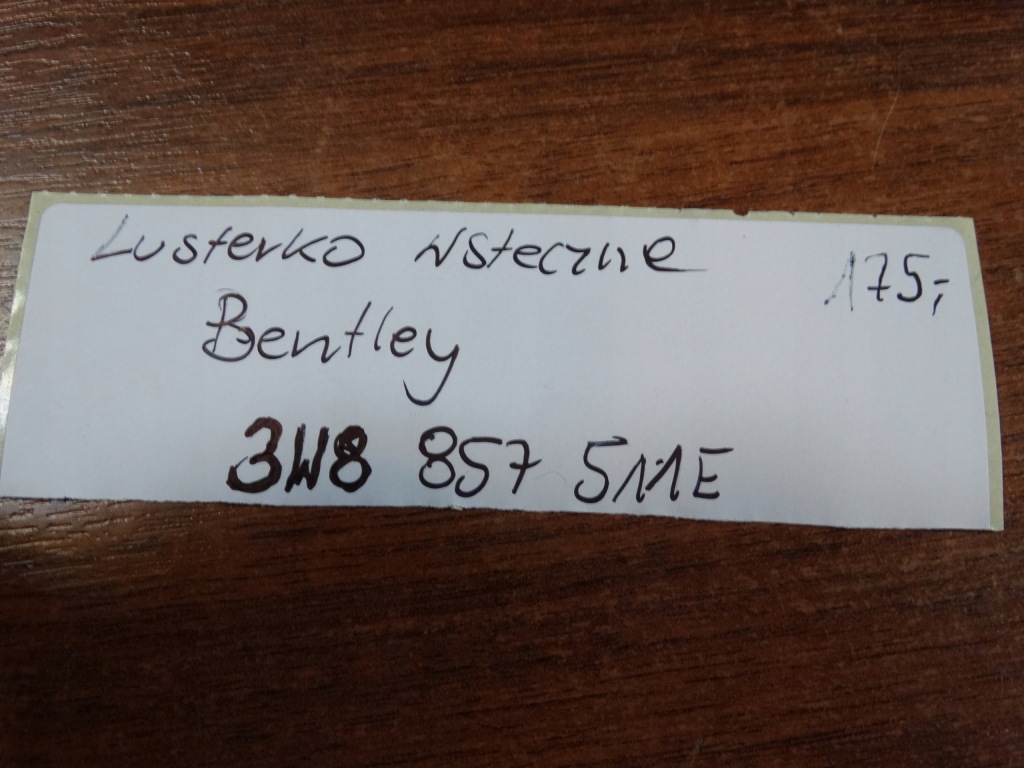 Lusterko wsteczne 175,-
Bentley
3W8 857 511E